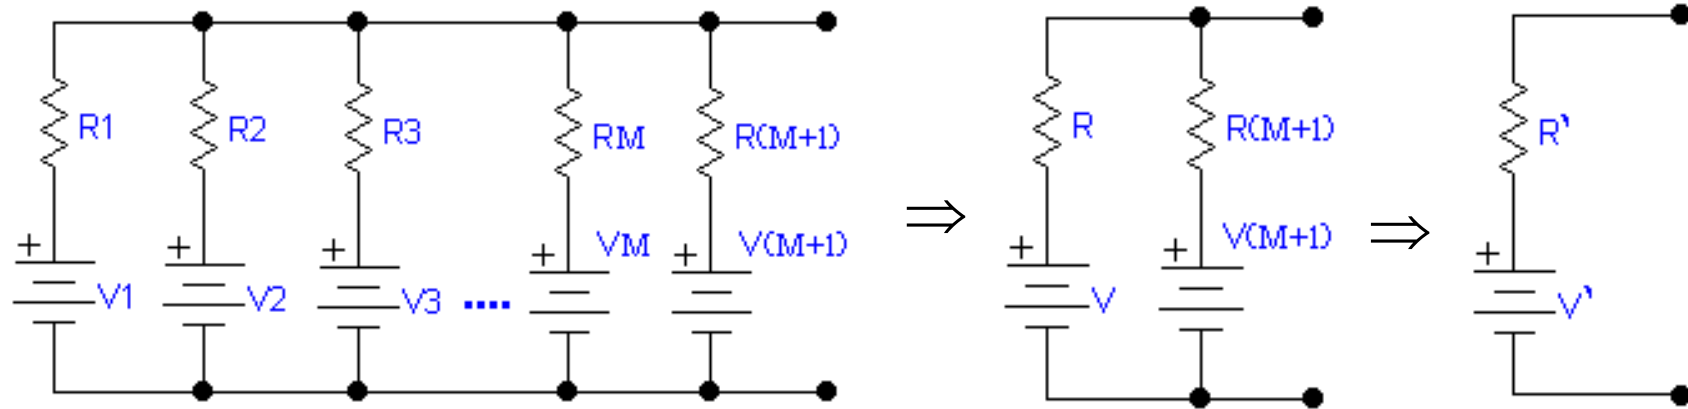 R1 R2 R3 RM R(M+1) R R(M+1) R'
+ + + + + + + +
V1 V2 V3 .... VM V(M+1) V V(M+1) V'